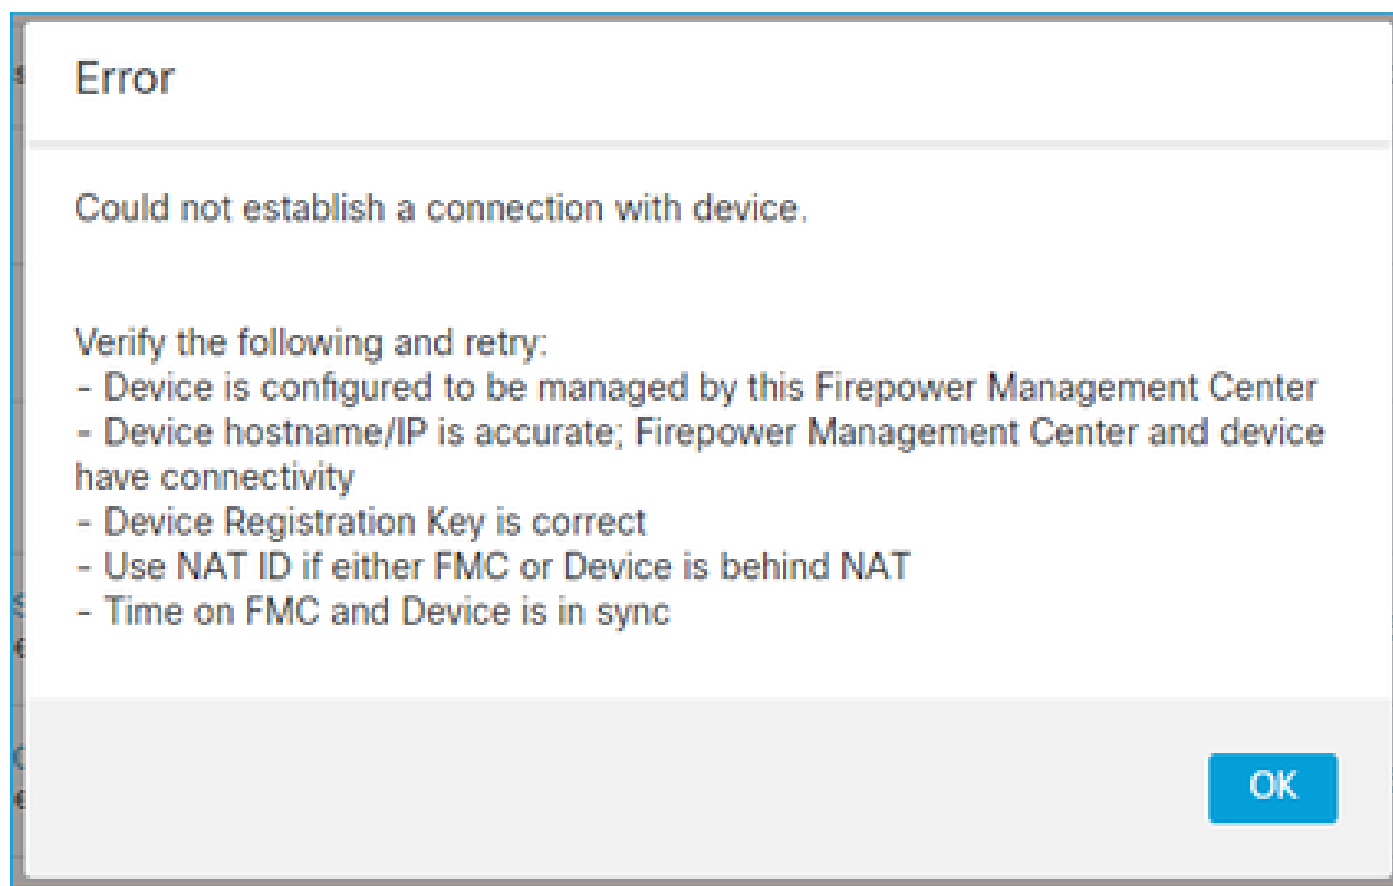 Error
Could not establish a connection with device.
Verify the following and retry:
- Device is configured to be managed by this Firepower Management Center
- Device hostname/IP is accurate; Firepower Management Center and device
have connectivity
- Device Registration Key is correct
- Use NAT ID if either FMC or Device is behind NAT
- Time on FMC and Device is in sync
OK